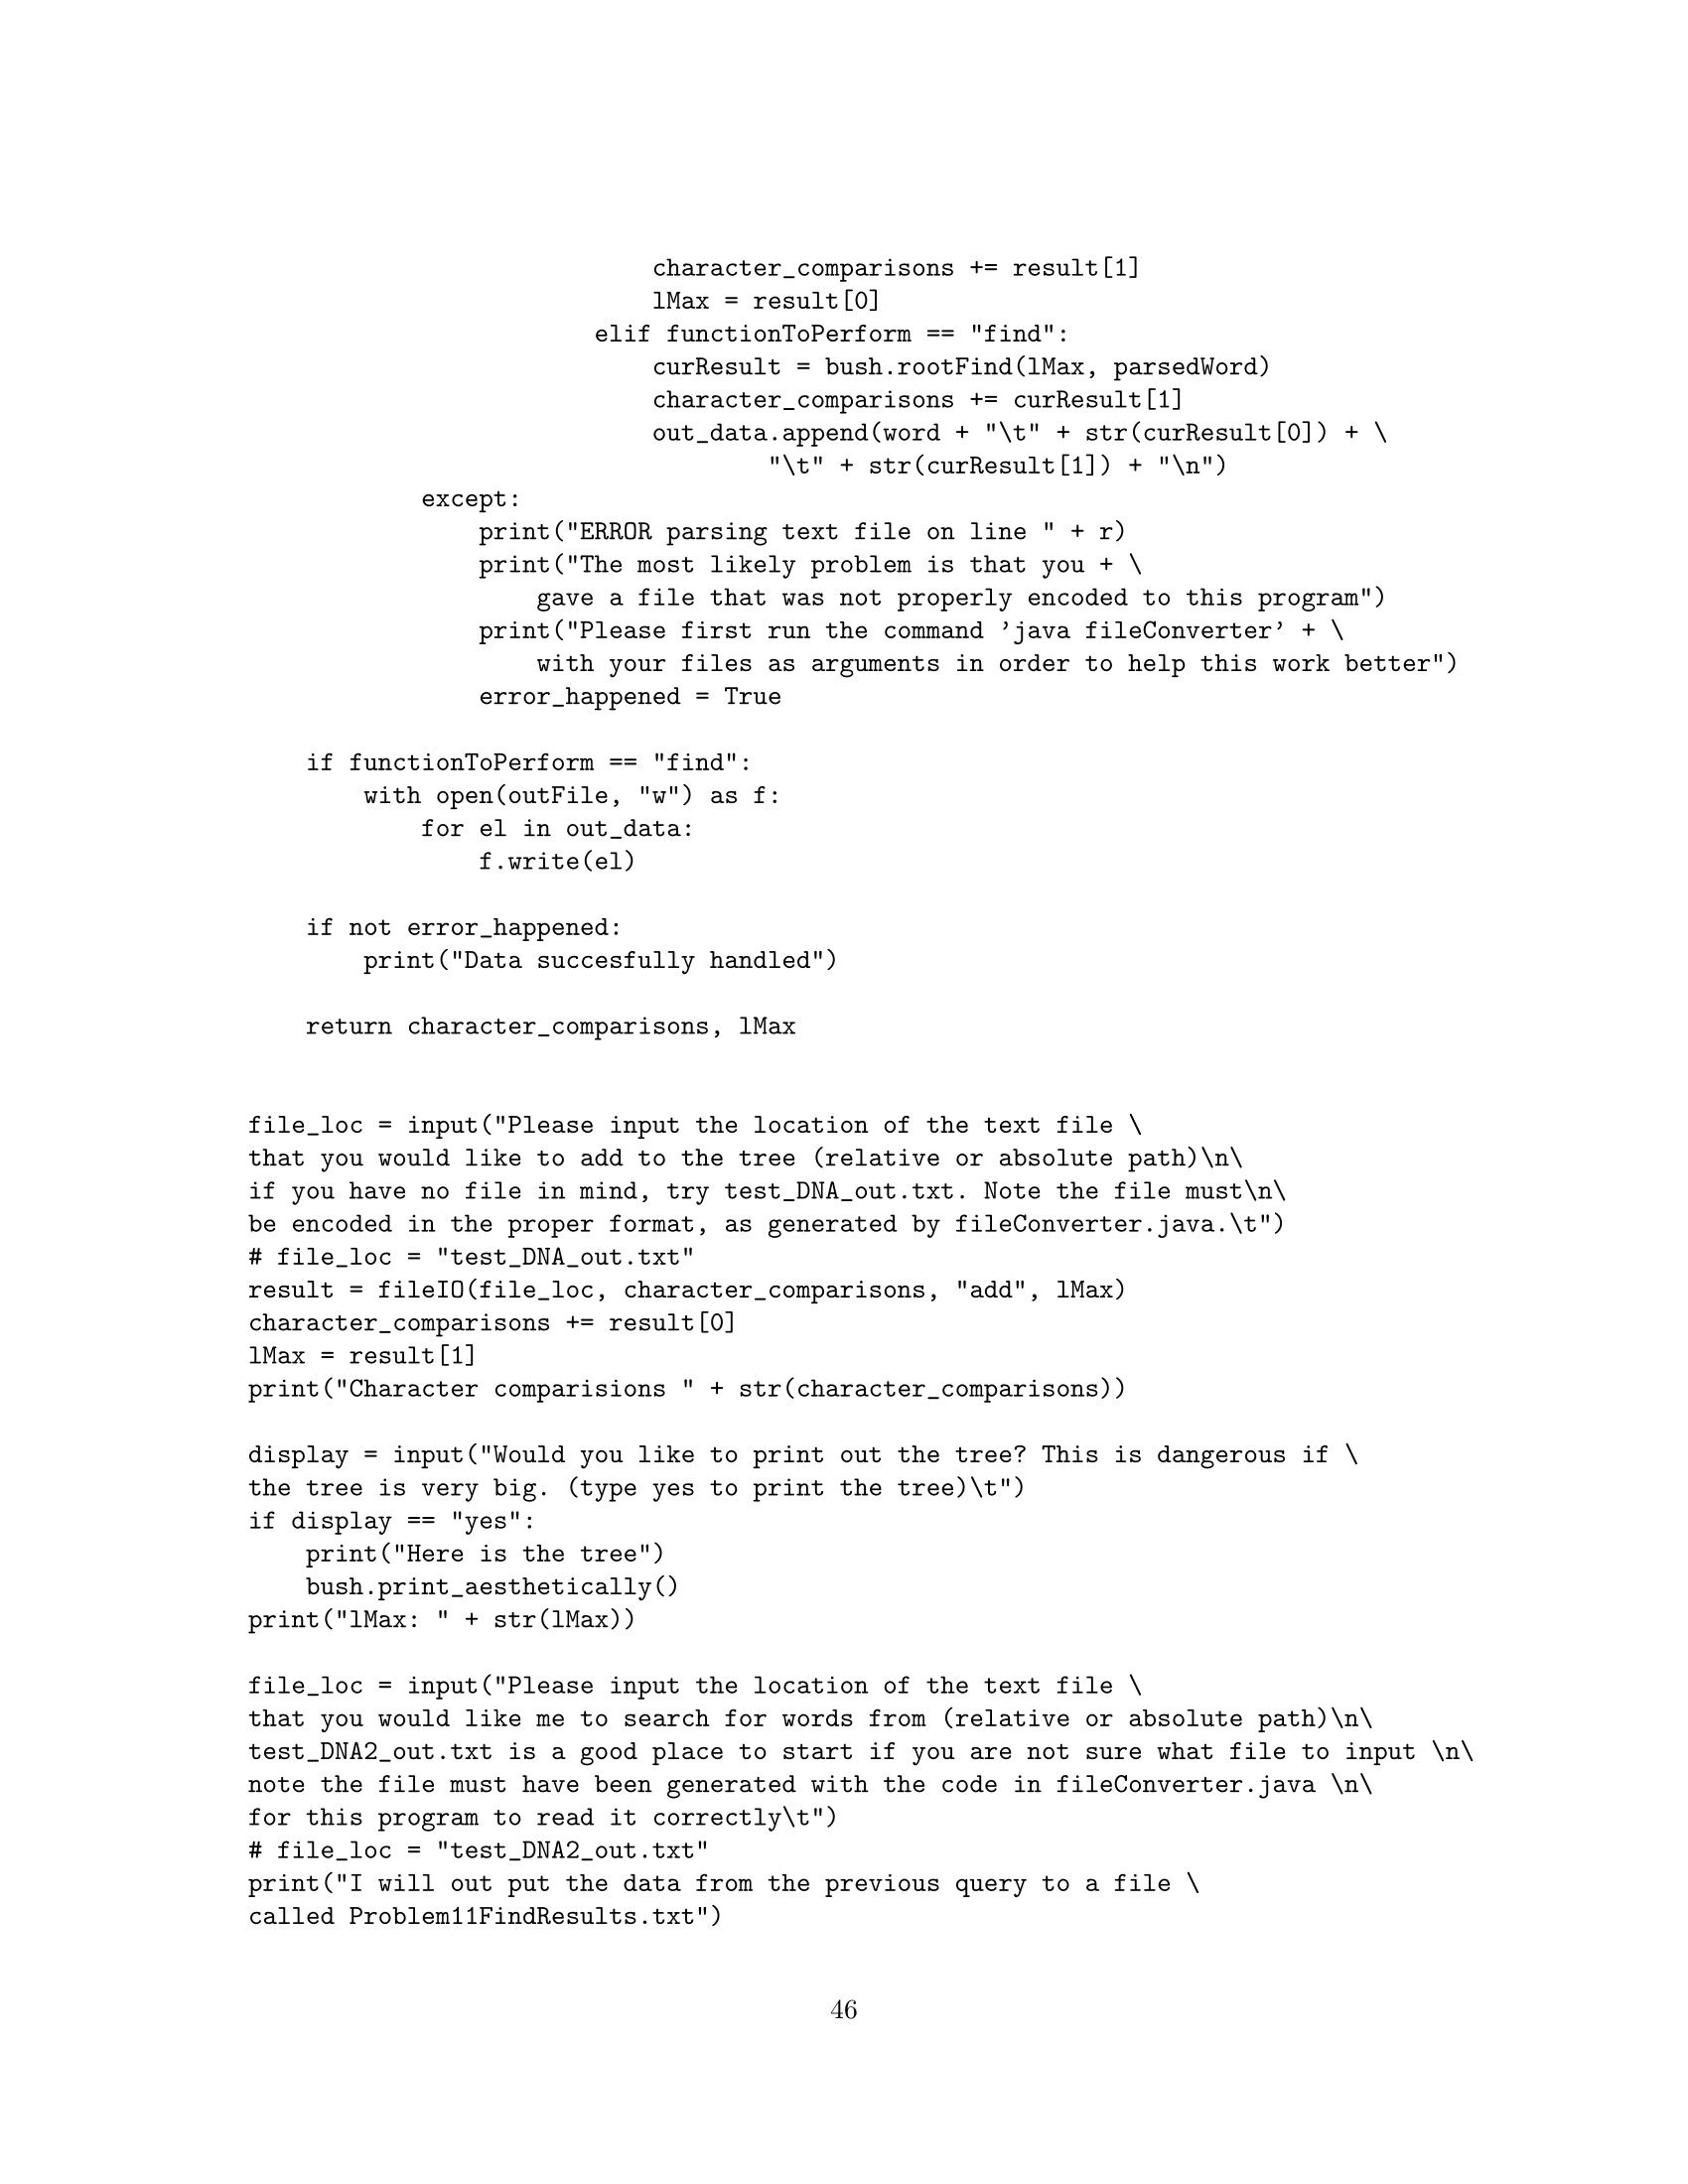 character_comparisons += result[1]
                            lMax = result[0]
                        elif functionToPerform == "find":
                            curResult = bush.rootFind(lMax, parsedWord)
                            character_comparisons += curResult[1]
                            out_data.append(word + "\t" + str(curResult[0]) + \
                                    "\t" + str(curResult[1]) + "\n")
            except:
                print("ERROR parsing text file on line " + r)
                print("The most likely problem is that you + \
                    gave a file that was not properly encoded to this program")
                print("Please first run the command ’java fileConverter’ + \
                    with your files as arguments in order to help this work better")
                error_happened = True

    if functionToPerform == "find":
        with open(outFile, "w") as f:
            for el in out_data:
                f.write(el)

    if not error_happened:
        print("Data succesfully handled")

    return character_comparisons, lMax


file_loc = input("Please input the location of the text file \
that you would like to add to the tree (relative or absolute path)\n\
if you have no file in mind, try test_DNA_out.txt. Note the file must\n\
be encoded in the proper format, as generated by fileConverter.java.\t")
# file_loc = "test_DNA_out.txt"
result = fileIO(file_loc, character_comparisons, "add", lMax)
character_comparisons += result[0]
lMax = result[1]
print("Character comparisions " + str(character_comparisons))

display = input("Would you like to print out the tree? This is dangerous if \
the tree is very big. (type yes to print the tree)\t")
if display == "yes":
    print("Here is the tree")
    bush.print_aesthetically()
print("lMax: " + str(lMax))

file_loc = input("Please input the location of the text file \
that you would like me to search for words from (relative or absolute path)\n\
test_DNA2_out.txt is a good place to start if you are not sure what file to input \n\
note the file must have been generated with the code in fileConverter.java \n\
for this program to read it correctly\t")
# file_loc = "test_DNA2_out.txt"
print("I will out put the data from the previous query to a file \
called Problem11FindResults.txt")

46